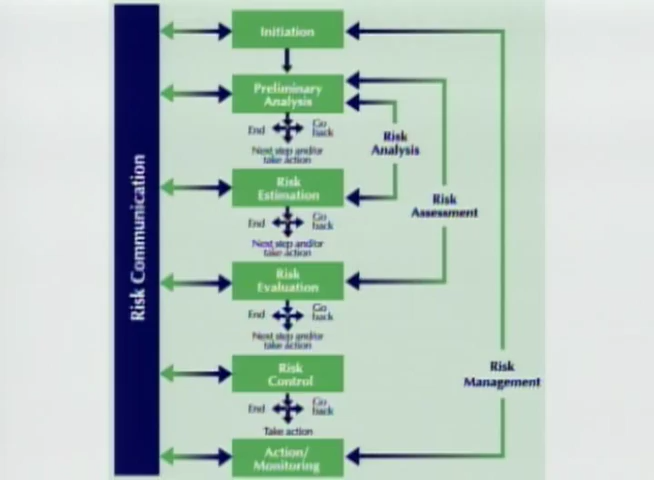 Risk Communication
Initiation
Preliminary
Analysis
End
Go
back
Next step and/or
take action
Risk
Analysis
Risk
Estimation
End
Go
back
Next step and/or
take action
Risk
Assessment
Risk
Evaluation
End
Go
back
Next step and/or
take action
Risk
Control
Risk
Management
End
Go
back
Take action
Action/
Monitoring